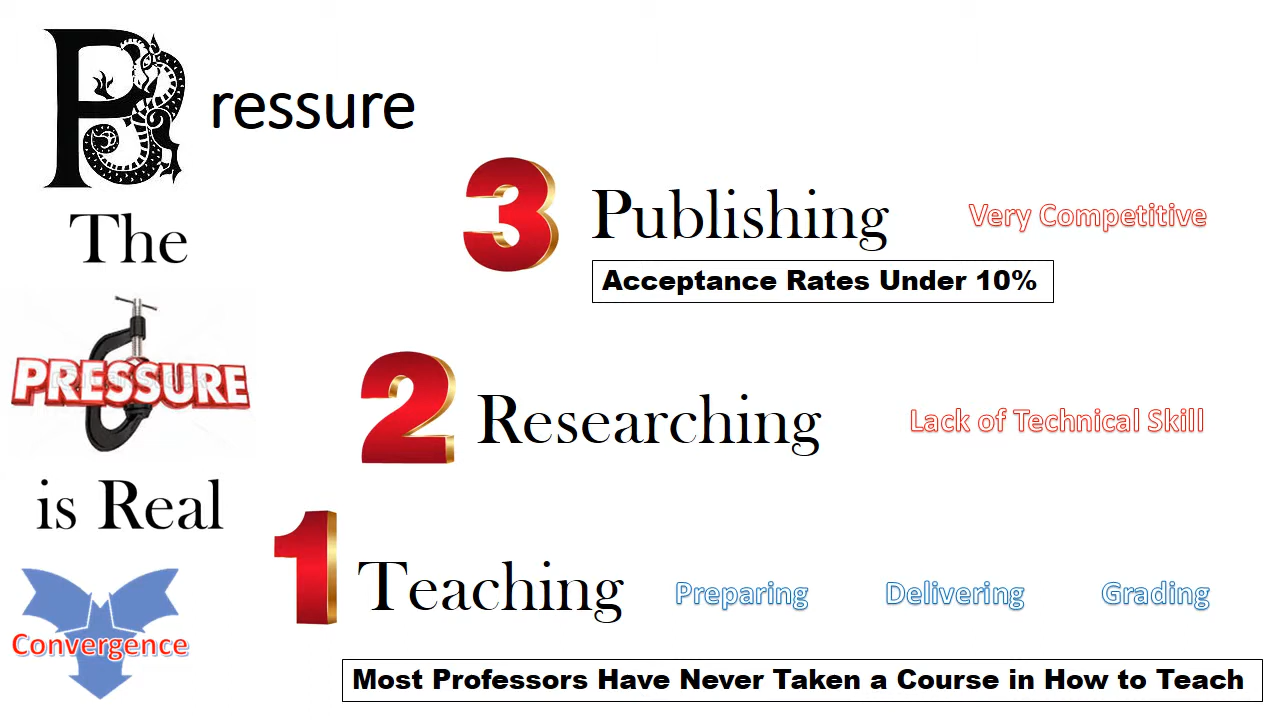 Pressure
The
PRESSURE
is Real
Convergence
3 Publishing Very Competitive
Acceptance Rates Under 10%
2 Researching Lack of Technical Skill
1 Teaching Preparing Delivering Grading
Most Professors Have Never Taken a Course in How to Teach